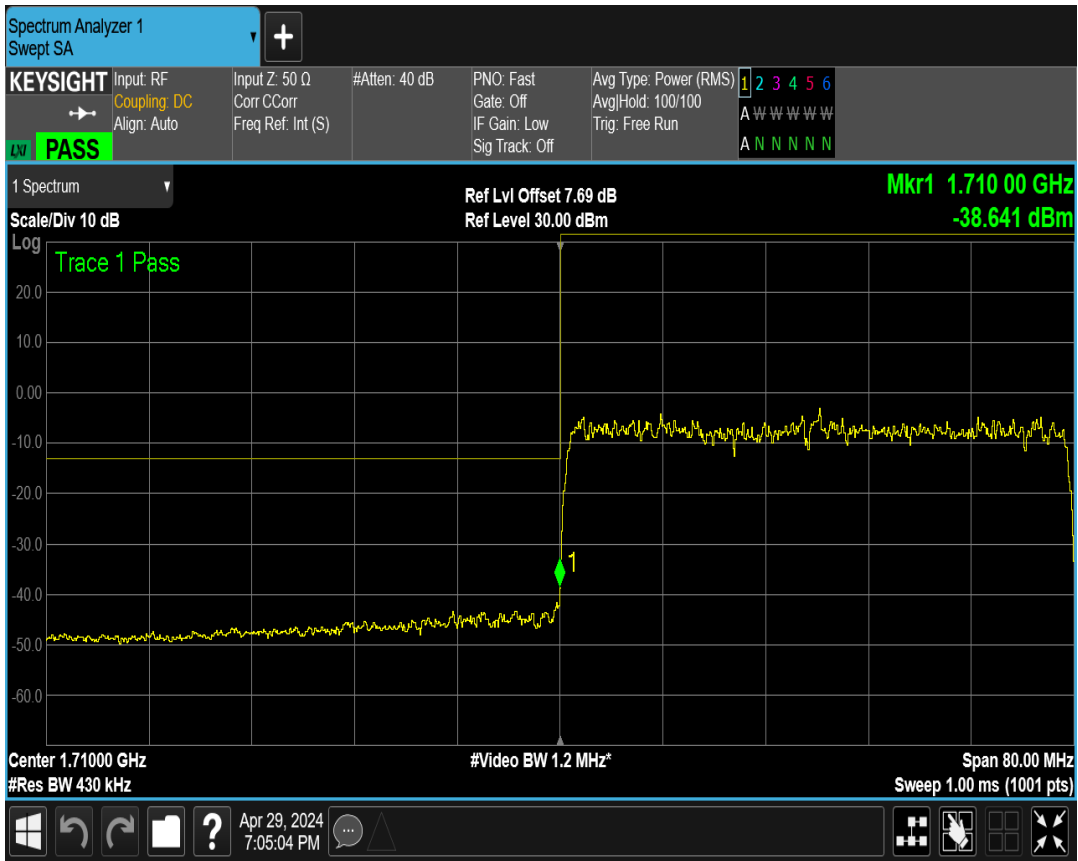 Spectrum Analyzer 1
Swept SA
+
KEYSIGHT
Input: RF
Coupling: DC
Align: Auto
LXI PASS
Input Z: 50 Ω
Corr CCorr
Freq Ref: Int (S)
#Atten: 40 dB
PNO: Fast
Gate: Off
IF Gain: Low
Sig Track: Off
Avg Type: Power (RMS)
Avg|Hold: 100/100
Trig: Free Run
1 2 3 4 5 6
A W W W W W
A N N N N N
1 Spectrum
Scale/Div 10 dB
Ref Lvl Offset 7.69 dB
Ref Level 30.00 dBm
Mkr1 1.710 00 GHz
-38.641 dBm
Log
Trace 1 Pass
20.0
10.0
0.00
-10.0
-20.0
-30.0
1
-40.0
-50.0
-60.0
Center 1.71000 GHz
#Video BW 1.2 MHz*
Span 80.00 MHz
#Res BW 430 kHz
Sweep 1.00 ms (1001 pts)
?
Apr 29, 2024
7:05:04 PM